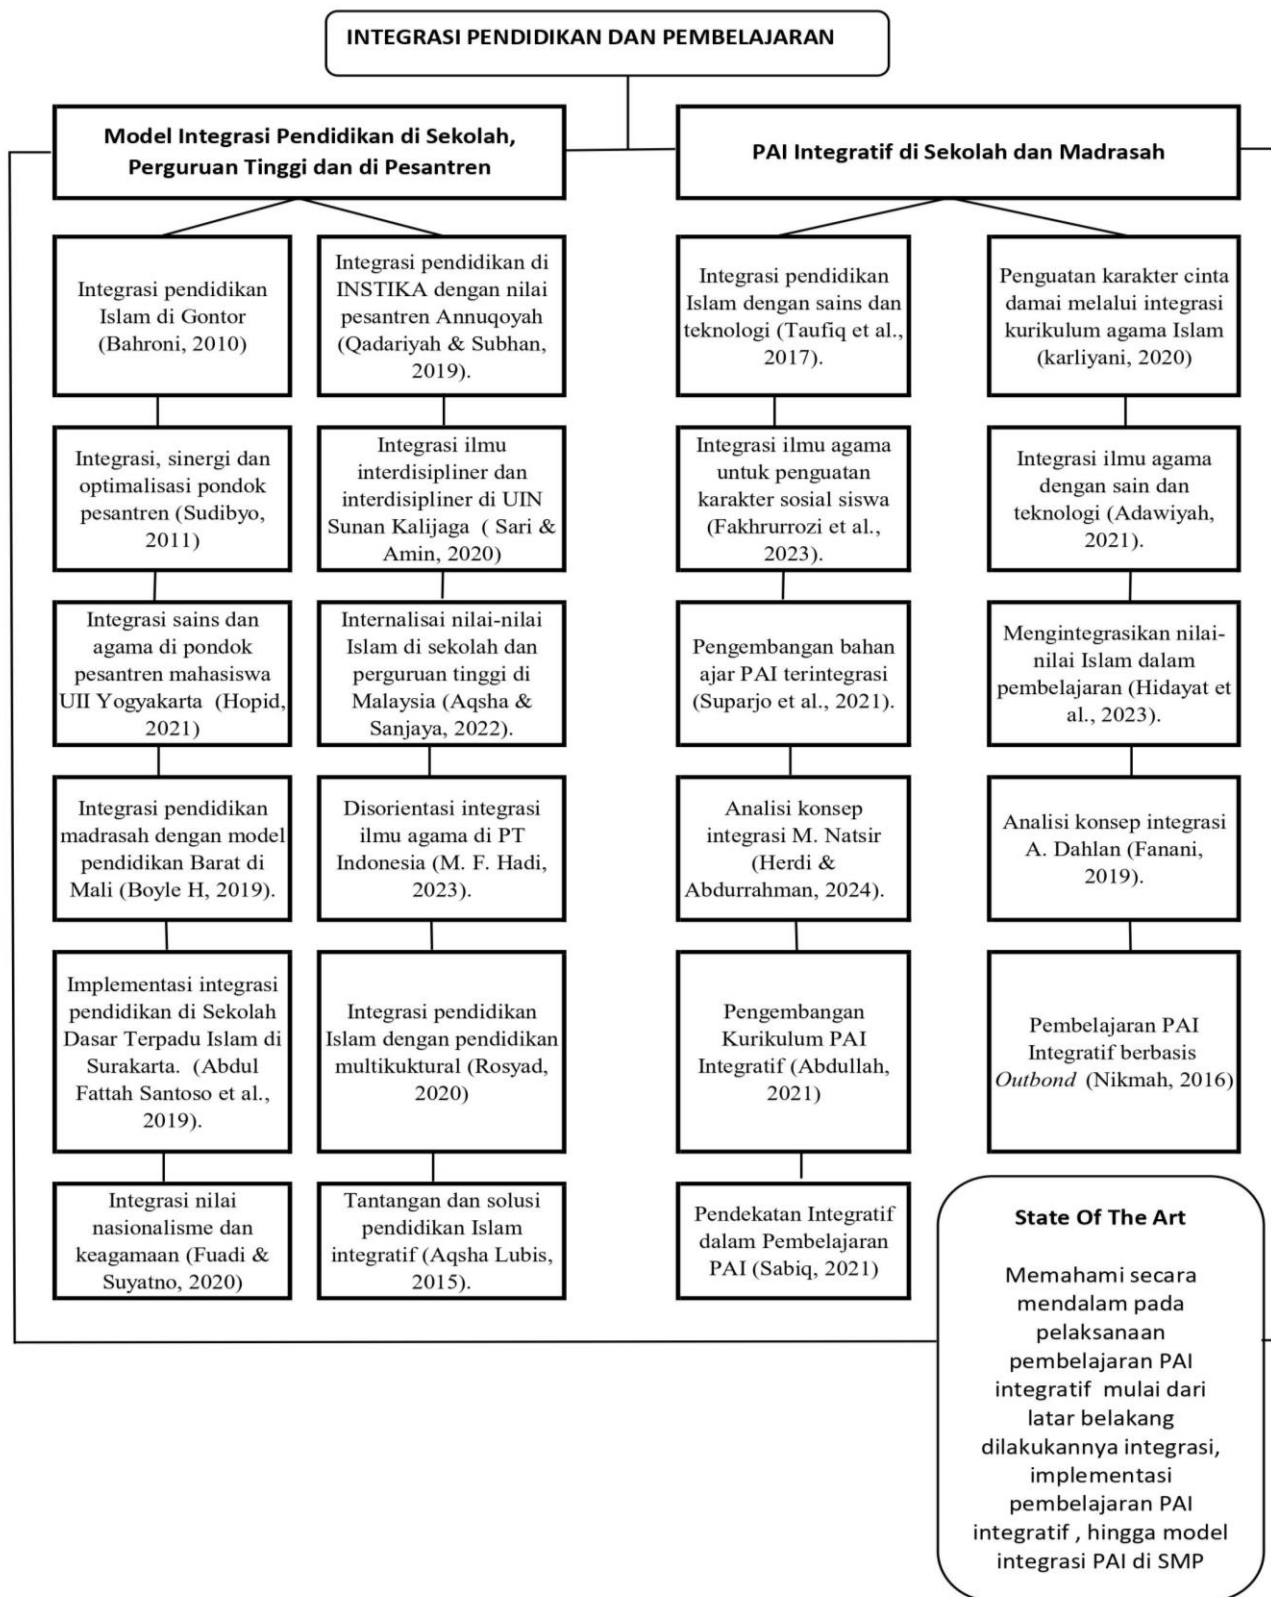 INTEGRASI PENDIDIKAN DAN PEMBELAJARAN
Model Integrasi Pendidikan di Sekolah,
Perguruan Tinggi dan di Pesantren
PAI Integratif di Sekolah dan Madrasah
Integrasi pendidikan
Islam di Gontor
(Bahroni, 2010)
Integrasi, sinergi dan
optimalisasi pondok
pesantren (Sudibyo,
2011)
Integrasi sains dan
agama di pondok
pesantren mahasiswa
UII Yogyakarta (Hopid,
2021)
Integrasi pendidikan
madrasah dengan model
pendidikan Barat di
Mali (Boyle H, 2019).
Implementasi integrasi
pendidikan di Sekolah
Dasar Terpadu Islam di
Surakarta. (Abdul
Fattah Santoso et al.,
2019).
Integrasi nilai
nasionalisme dan
keagamaan (Fuadi &
Suyatno, 2020)
Integrasi pendidikan di
INSTIKA dengan nilai
pesantren Annuqoyah
(Qadariyah & Subhan,
2019).
Integrasi ilmu
interdisipliner dan
interdisipliner di UIN
Sunan Kalijaga ( Sari &
Amin, 2020)
Internalisai nilai-nilai
Islam di sekolah dan
perguruan tinggi di
Malaysia (Aqsha &
Sanjaya, 2022).
Disorientasi integrasi
ilmu agama di PT
Indonesia (M. F. Hadi,
2023).
Integrasi pendidikan
Islam dengan pendidikan
multikuktural (Rosyad,
2020)
Tantangan dan solusi
pendidikan Islam
integratif (Aqsha Lubis,
2015).
Integrasi pendidikan
Islam dengan sains dan
teknologi (Taufiq et al.,
2017).
Integrasi ilmu agama
untuk penguatan
karakter sosial siswa
(Fakhrurrozi et al.,
2023).
Pengembangan bahan
ajar PAI terintegrasi
(Suparjo et al., 2021).
Analisi konsep
integrasi M. Natsir
(Herdi &
Abdurrahman, 2024).
Pengembangan
Kurikulum PAI
Integratif (Abdullah,
2021)
Pendekatan Integratif
dalam Pembelajaran
PAI (Sabiq, 2021)
Penguatan karakter cinta
damai melalui integrasi
kurikulum agama Islam
(karliyani, 2020)
Integrasi ilmu agama
dengan sain dan
teknologi (Adawiyah,
2021).
Mengintegrasikan nilai-
nilai Islam dalam
pembelajaran (Hidayat et
al., 2023).
Analisi konsep integrasi
A. Dahlan (Fanani,
2019).
Pembelajaran PAI
Integratif berbasis
Outbond (Nikmah, 2016)
State Of The Art
Memahami secara
mendalam pada
pelaksanaan
pembelajaran PAI
integratif mulai dari
latar belakang
dilakukannya integrasi,
implementasi
pembelajaran PAI
integratif , hingga model
integrasi PAI di SMP